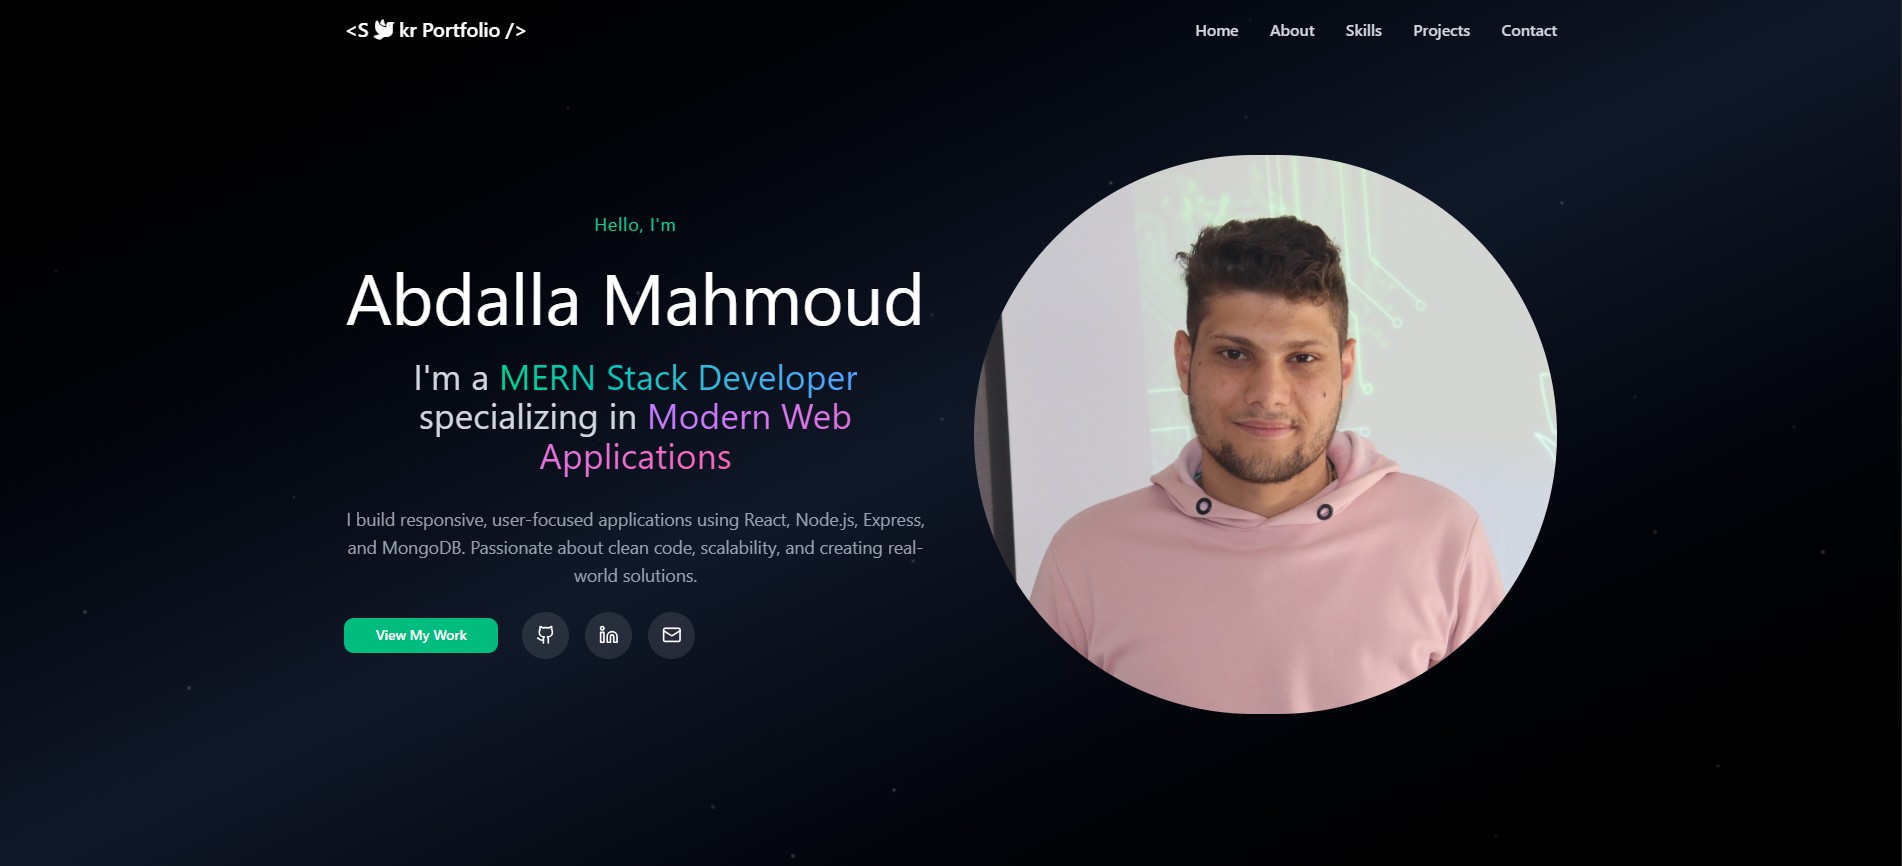 <S kr Portfolio />
Home About Skills Projects Contact
Hello, I'm
Abdalla Mahmoud
I'm a MERN Stack Developer
specializing in Modern Web
Applications
I build responsive, user-focused applications using React, Node.js, Express,
and MongoDB. Passionate about clean code, scalability, and creating real-
world solutions.
View My Work